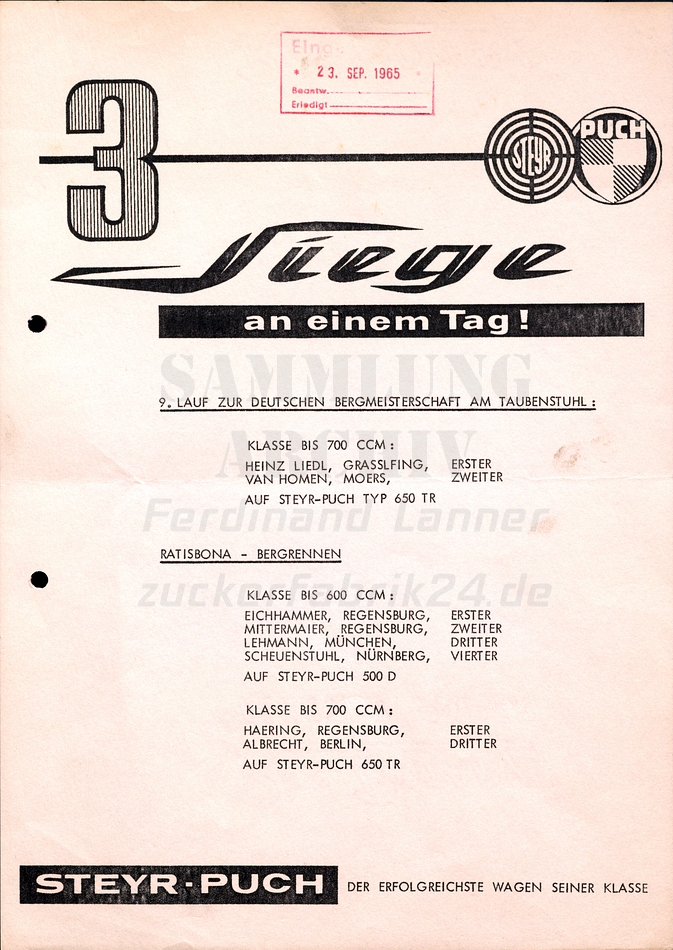 Eing
* 23. SEP. 1965 *
Beantw.
Erledigt
3
STEYR
PUCH
Siege
an einem Tag!
SAMMLUNG
9. LAUF ZUR DEUTSCHEN BERGMEISTERSCHAFT AM TAUBENSTUHL:
ARCHIV
KLASSE BIS 700 CCM:
HEINZ LIEDL, GRASSLFING, ERSTER
VAN HOMEN, MOERS, ZWEITER
AUF STEYR-PUCH TYP 650 TR
Ferdinand Lanner
RATISBONA - BERGRENNEN
zuckerfabrik24.de
KLASSE BIS 600 CCM:
EICHHAMMER, REGENSBURG, ERSTER
MITTERMAIER, REGENSBURG, ZWEITER
LEHMANN, MÜNCHEN, DRITTER
SCHEUENSTUHL, NÜRNBERG, VIERTER
AUF STEYR-PUCH 500 D
KLASSE BIS 700 CCM:
HAERING, REGENSBURG, ERSTER
ALBRECHT, BERLIN, DRITTER
AUF STEYR-PUCH 650 TR
STEYR-PUCH DER ERFOLGREICHSTE WAGEN SEINER KLASSE